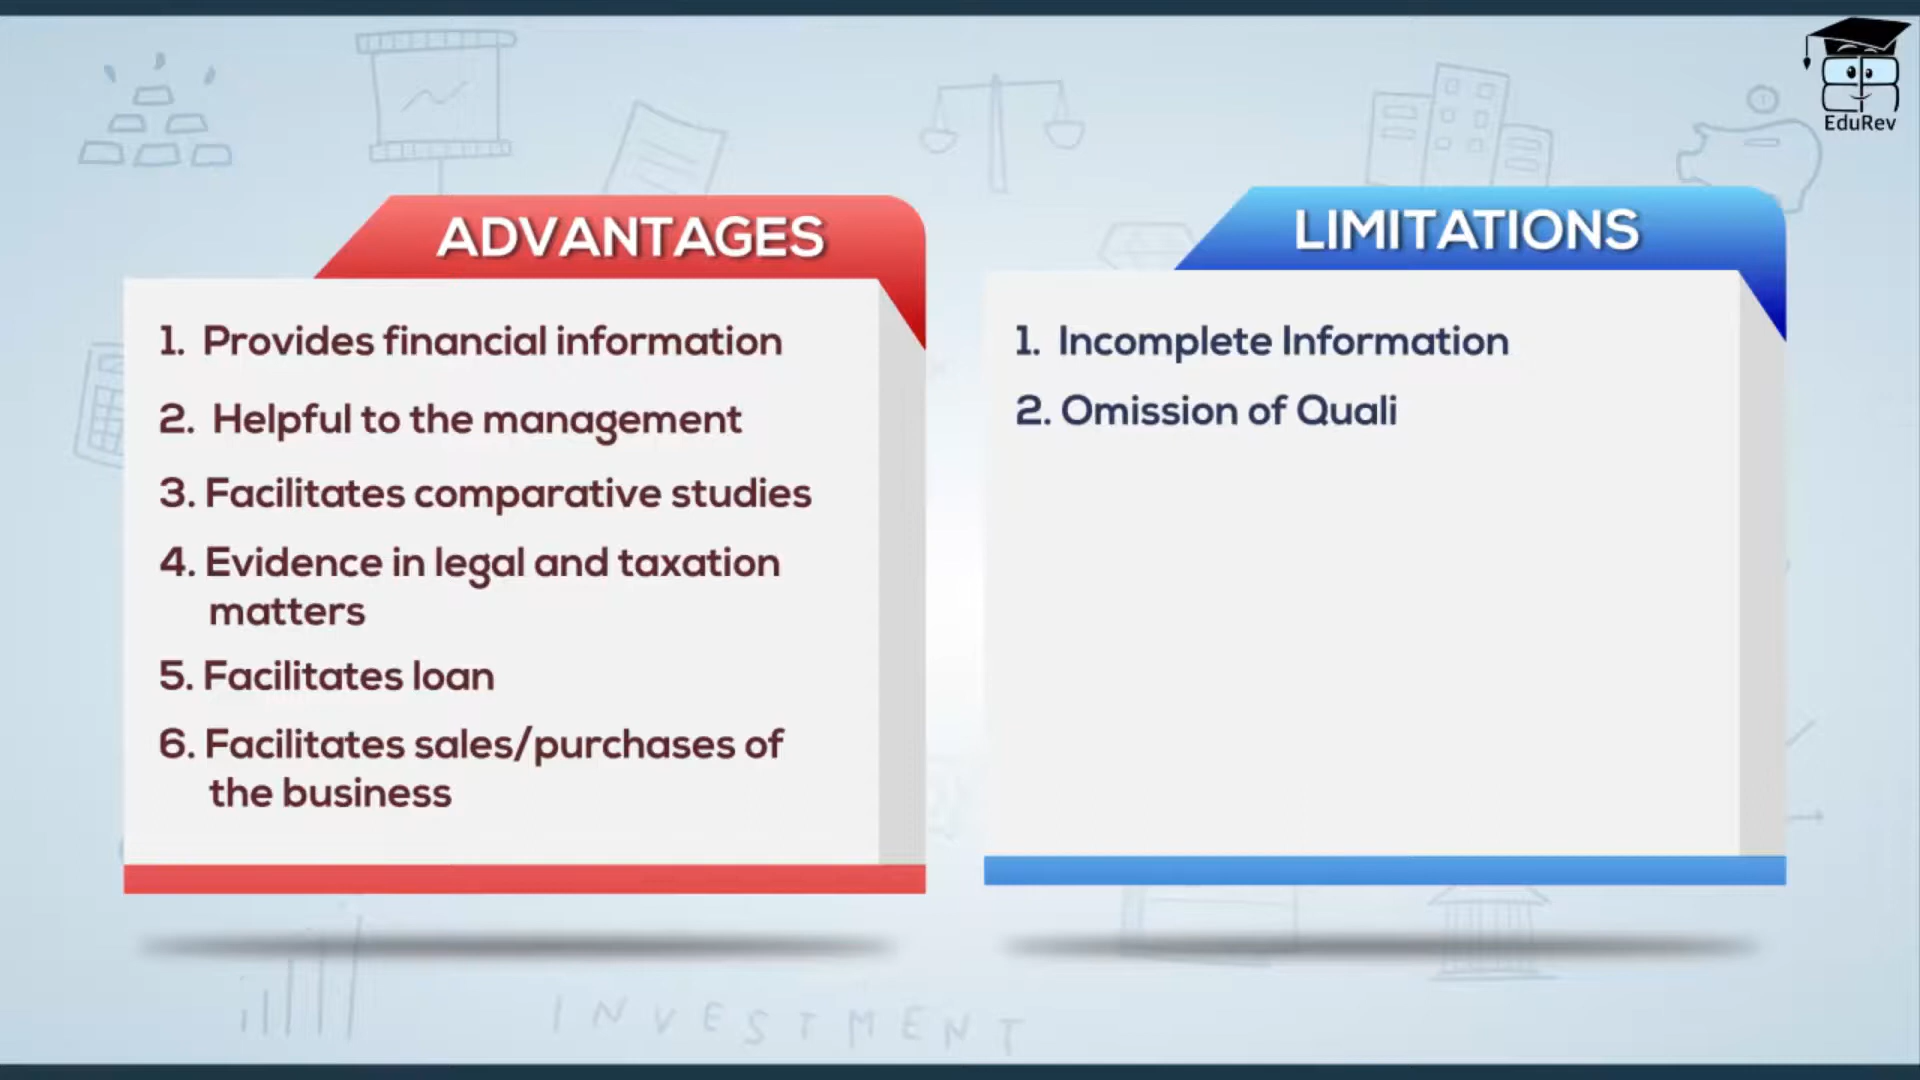 EduRev
ADVANTAGES
1. Provides financial information
2. Helpful to the management
3. Facilitates comparative studies
4. Evidence in legal and taxation
matters
5. Facilitates loan
6. Facilitates sales/purchases of
the business
LIMITATIONS
1. Incomplete Information
2. Omission of Quali
INVESTMENT